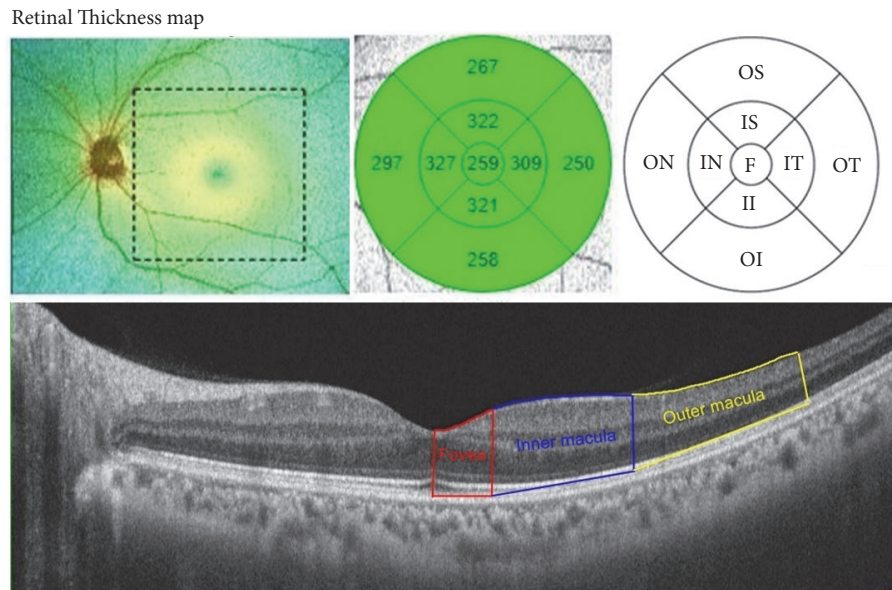 Retinal Thickness map
267
322
297 327 259 309 250
321
258
OS
IS
ON IN F IT OT
II
OI
Fovea
Inner macula
Outer macula